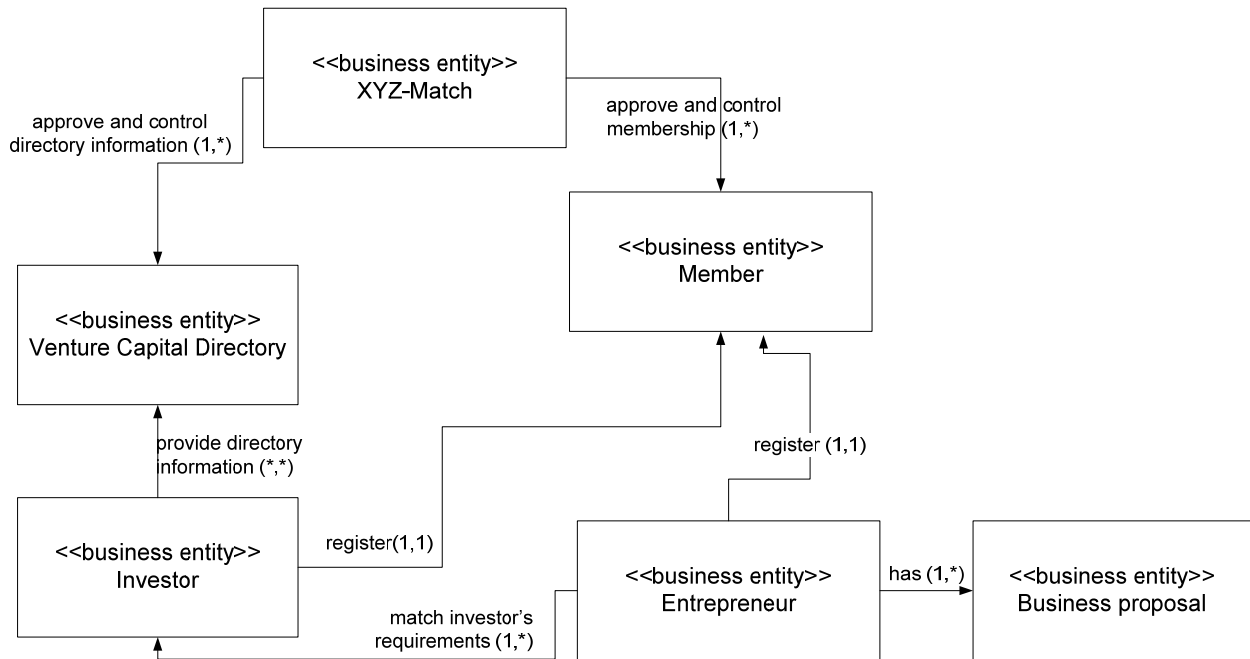 <<business entity>>
XYZ-Match
approve and control
directory information (1,*)
approve and control
membership (1,*)
<<business entity>>
Member
<<business entity>>
Venture Capital Directory
provide directory
information (*,*)
register (1,1)
<<business entity>>
Investor
register(1,1)
<<business entity>>
Entrepreneur
has (1,*)
<<business entity>>
Business proposal
match investor's
requirements (1,*)